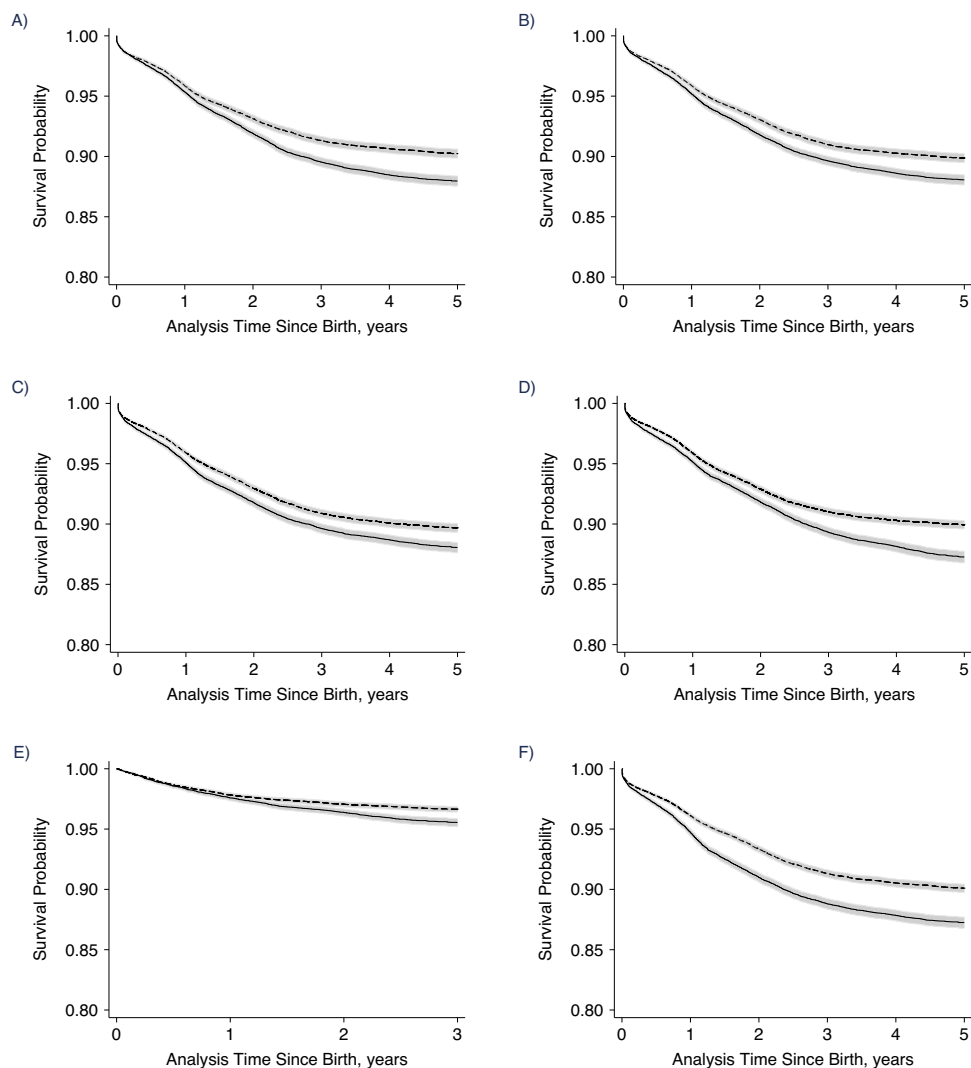 A)
1.00
0.95
0.90
0.85
0.80
Survival Probability
0 1 2 3 4 5
Analysis Time Since Birth, years
B)
1.00
0.95
0.90
0.85
0.80
Survival Probability
0 1 2 3 4 5
Analysis Time Since Birth, years
C)
1.00
0.95
0.90
0.85
0.80
Survival Probability
0 1 2 3 4 5
Analysis Time Since Birth, years
D)
1.00
0.95
0.90
0.85
0.80
Survival Probability
0 1 2 3 4 5
Analysis Time Since Birth, years
E)
1.00
0.95
0.90
0.85
0.80
Survival Probability
0 1 2 3
Analysis Time Since Birth, years
F)
1.00
0.95
0.90
0.85
0.80
Survival Probability
0 1 2 3 4 5
Analysis Time Since Birth, years